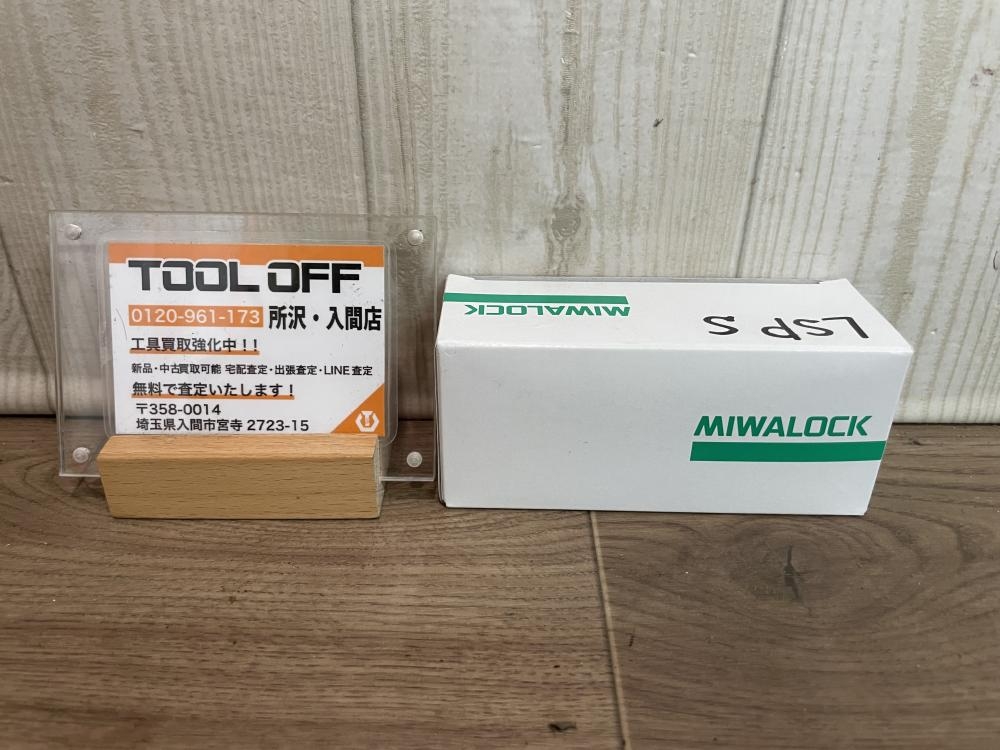 TOOL OFF
0120-961-173 所沢・入間店
工具買取強化中!!
新品・中古買取可能 宅配査定・出張査定・LINE査定
無料で査定いたします!
〒358-0014
埼玉県入間市宮寺 2723-15
MIWALOCK
LSP S
MIWALOCK